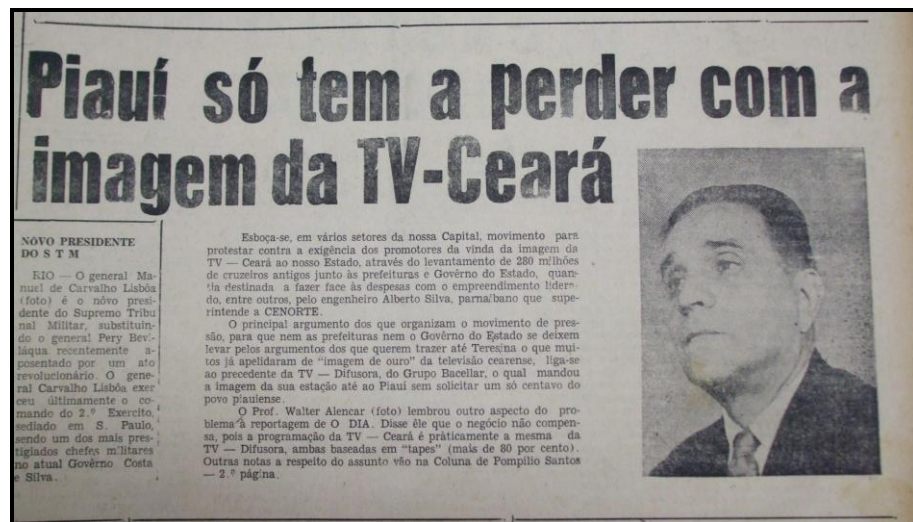 Piauí só tem a perder com a
imagem da TV-Ceará
NÔVO PRESIDENTE
DO S T M
RIO — O general Ma-
nuel de Carvalho Lisbôa
(foto) é o nôvo presi-
dente do Supremo Tribu
nal Militar, substituin-
do o general Pery Bevi-
láqua recentemente a-
posentado por um ato
revolucionário. O gene-
ral Carvalho Lisbôa exer
ceu últimamente o co-
mando do 2.º Exercito,
sediado em S. Paulo,
sendo um dos mais pres-
tigiados chefes militares
no atual Govêrno Costa
e Silva.
Esboça-se, em vários setores da nossa Capital, movimento para
protestar contra a exigência dos promotores da vinda da imagem da
TV — Ceará ao nosso Estado, através do levantamento de 280 milhões
de cruzeiros antigos junto às prefeituras e Govêrno do Estado, quan-
tia destinada a fazer face às despesas com o empreendimento lidera-
do, entre outros, pelo engenheiro Alberto Silva, parnaibano que supe-
rintende a CENORTE.
O principal argumento dos que organizam o movimento de pres-
são, para que nem as prefeituras nem o Govêrno do Estado se deixem
levar pelos argumentos dos que querem trazer até Teresina o que mui-
tos já apelidaram de "imagem de ouro" da televisão cearense, liga-se
ao precedente da TV — Difusora, do Grupo Bacellar, o qual mandou
a imagem da sua estação até ao Piauí sem solicitar um só centavo do
povo piauiense.
O Prof. Walter Alencar (foto) lembrou outro aspecto do pro-
blema à reportagem de O DIA. Disse êle que o negócio não compen-
sa, pois a programação da TV — Ceará é pràticamente a mesma da
TV — Difusora, ambas baseadas em "tapes" (mais de 80 por cento).
Outras notas a respeito do assunto vão na Coluna de Pompílio Santos
— 2.º página.